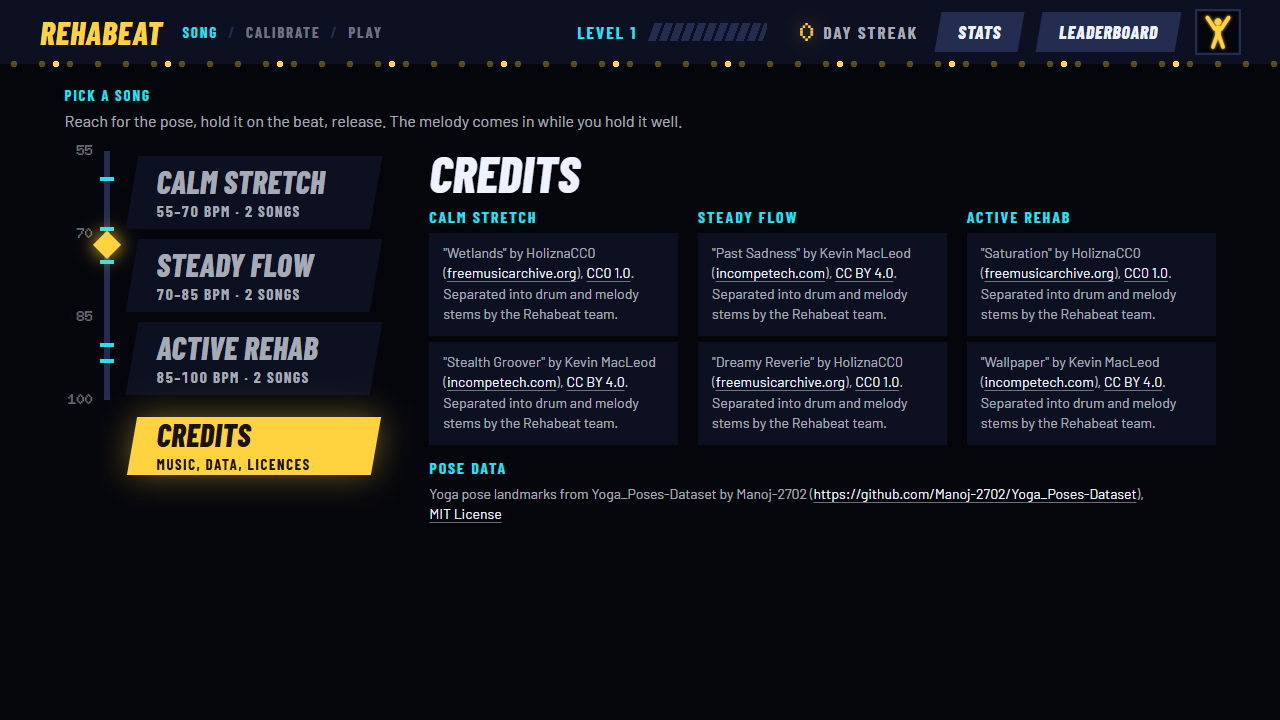 REHABEAT
SONG / CALIBRATE / PLAY
LEVEL 1
0 DAY STREAK
STATS
LEADERBOARD
PICK A SONG
Reach for the pose, hold it on the beat, release. The melody comes in while you hold it well.
55
70
85
100
CALM STRETCH
55–70 BPM · 2 SONGS
STEADY FLOW
70–85 BPM · 2 SONGS
ACTIVE REHAB
85–100 BPM · 2 SONGS
CREDITS
MUSIC, DATA, LICENCES
CREDITS
CALM STRETCH
"Wetlands" by HoliznaCC0
(freemusicarchive.org), CC0 1.0.
Separated into drum and melody
stems by the Rehabeat team.
"Stealth Groover" by Kevin MacLeod
(incompetech.com), CC BY 4.0.
Separated into drum and melody
stems by the Rehabeat team.
STEADY FLOW
"Past Sadness" by Kevin MacLeod
(incompetech.com), CC BY 4.0.
Separated into drum and melody
stems by the Rehabeat team.
"Dreamy Reverie" by HoliznaCC0
(freemusicarchive.org), CC0 1.0.
Separated into drum and melody
stems by the Rehabeat team.
ACTIVE REHAB
"Saturation" by HoliznaCC0
(freemusicarchive.org), CC0 1.0.
Separated into drum and melody
stems by the Rehabeat team.
"Wallpaper" by Kevin MacLeod
(incompetech.com), CC BY 4.0.
Separated into drum and melody
stems by the Rehabeat team.
POSE DATA
Yoga pose landmarks from Yoga_Poses-Dataset by Manoj-2702 (https://github.com/Manoj-2702/Yoga_Poses-Dataset),
MIT License